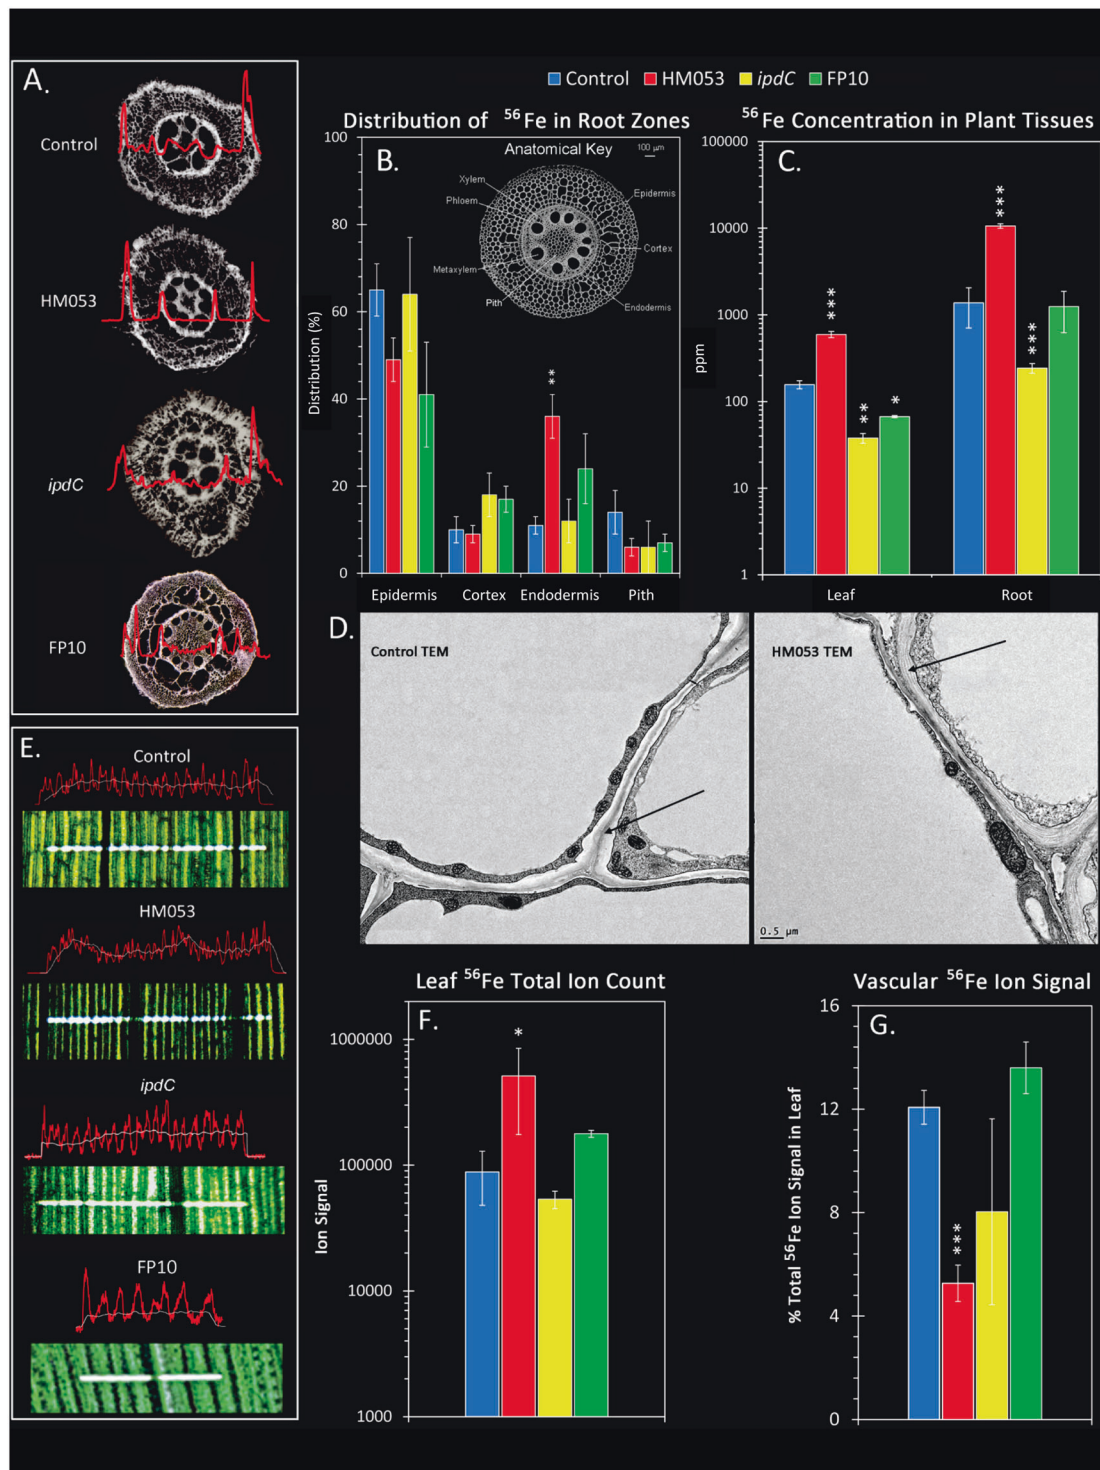 Control HM053 ipdC FP10
A.
Control
HM053
ipdC
FP10
Distribution of ⁵⁶Fe in Root Zones
B.
Anatomical Key
100 µm
Xylem
Phloem
Metaxylem
Pith
Epidermis
Cortex
Endodermis
**
Distribution (%)
100
80
60
40
20
0
Epidermis Cortex Endodermis Pith
⁵⁶Fe Concentration in Plant Tissues
C.
ppm
100000
10000
1000
100
10
1
***
**
*
***
***
Leaf Root
D.
Control TEM
HM053 TEM
0.5 µm
E.
Control
HM053
ipdC
FP10
Leaf ⁵⁶Fe Total Ion Count
F.
*
Ion Signal
1000000
100000
10000
1000
Vascular ⁵⁶Fe Ion Signal
G.
***
% Total ⁵⁶Fe Ion Signal in Leaf
16
12
8
4
0